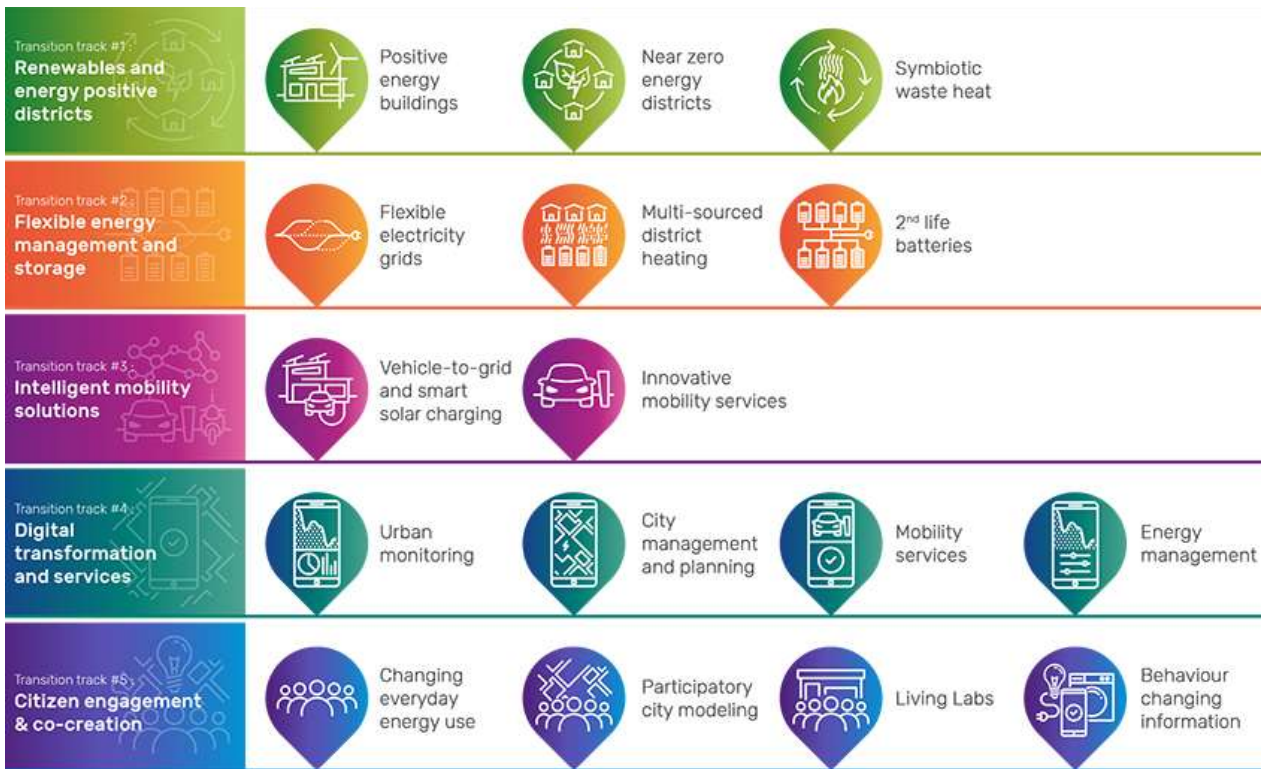 Transition track #1 :
Renewables and
energy positive
districts
Positive
energy
buildings
Near zero
energy
districts
Symbiotic
waste heat
Transition track #2 :
Flexible energy
management and
storage
Flexible
electricity
grids
Multi-sourced
district
heating
2nd life
batteries
Transition track #3 :
Intelligent mobility
solutions
Vehicle-to-grid
and smart
solar charging
Innovative
mobility services
Transition track #4 :
Digital
transformation
and services
Urban
monitoring
City
management
and planning
Mobility
services
Energy
management
Transition track #5 :
Citizen engagement
& co-creation
Changing
everyday
energy use
Participatory
city modeling
Living Labs
Behaviour
changing
information